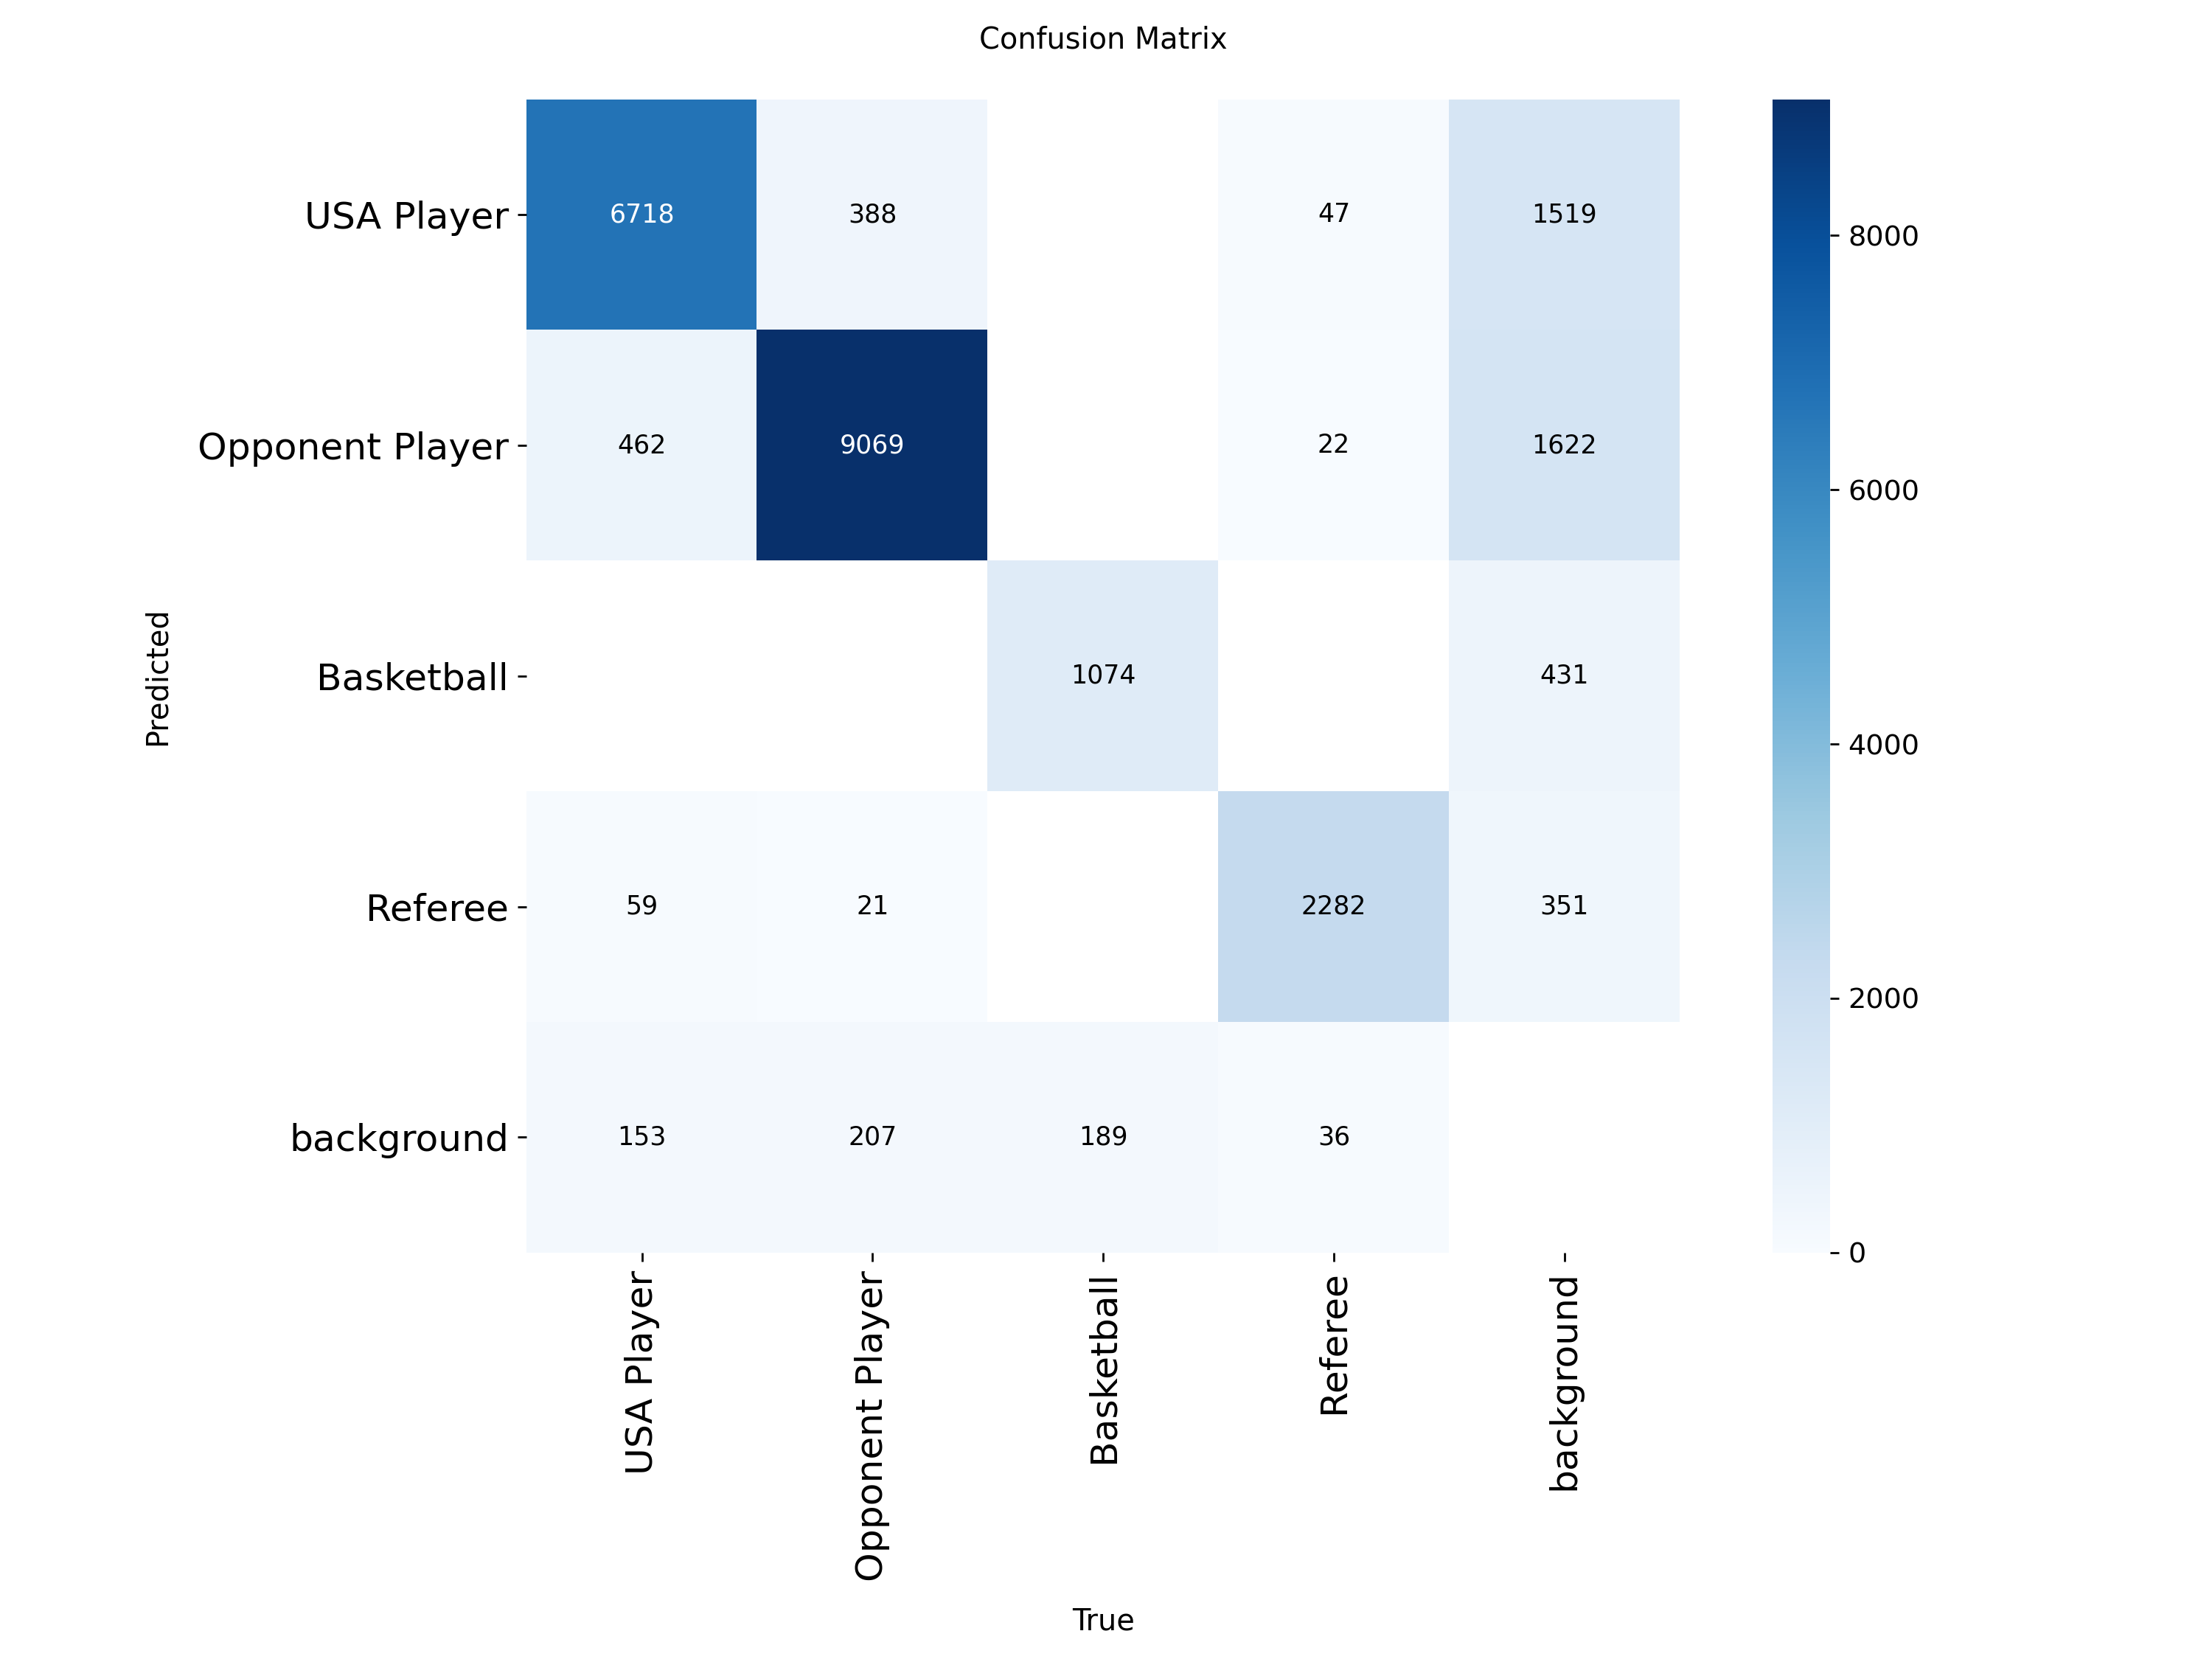 Confusion Matrix
USA Player 6718 388 47 1519
Opponent Player 462 9069 22 1622
Basketball 1074 431
Referee 59 21 2282 351
background 153 207 189 36
Predicted
USA Player Opponent Player Basketball Referee background
True
8000
6000
4000
2000
0